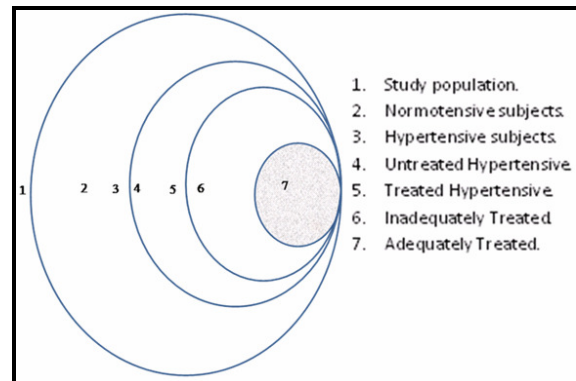 1. Study population.
2. Normotensive subjects
3. Hypertensive subjects.
4. Untreated Hypertensive.
5. Treated Hypertensive.
6. Inadequately Treated.
7. Adequately Treated.
1 2 3 4 5 6 7